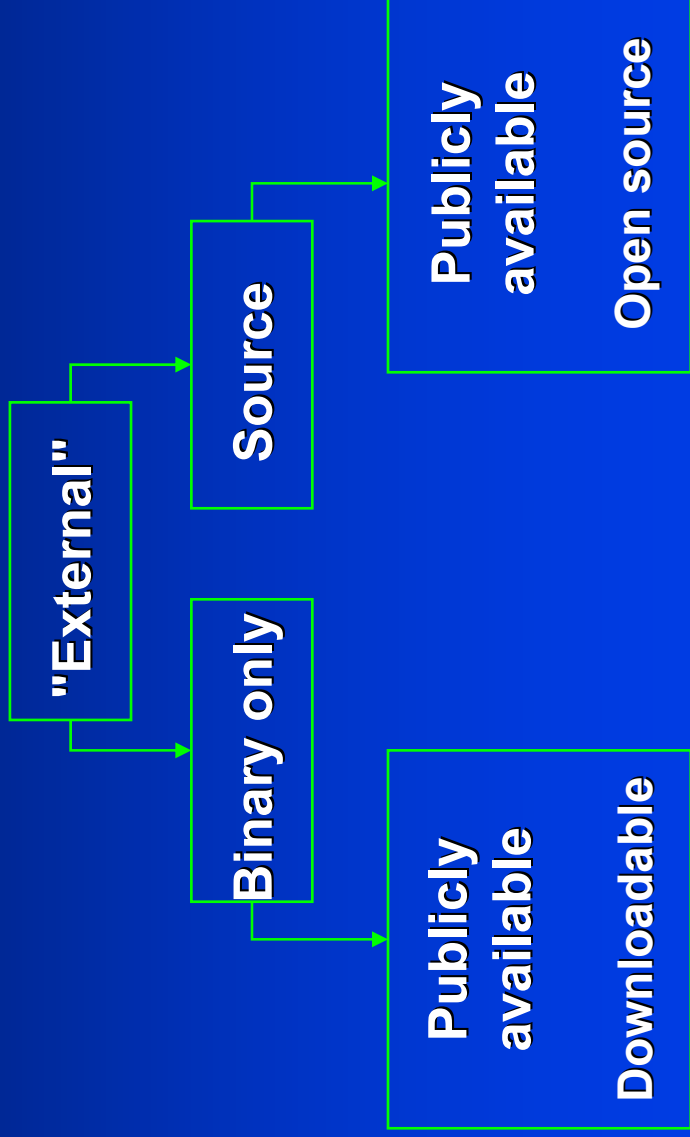 "External"
Binary only
Source
Publicly
available
Downloadable
Publicly
available
Open source